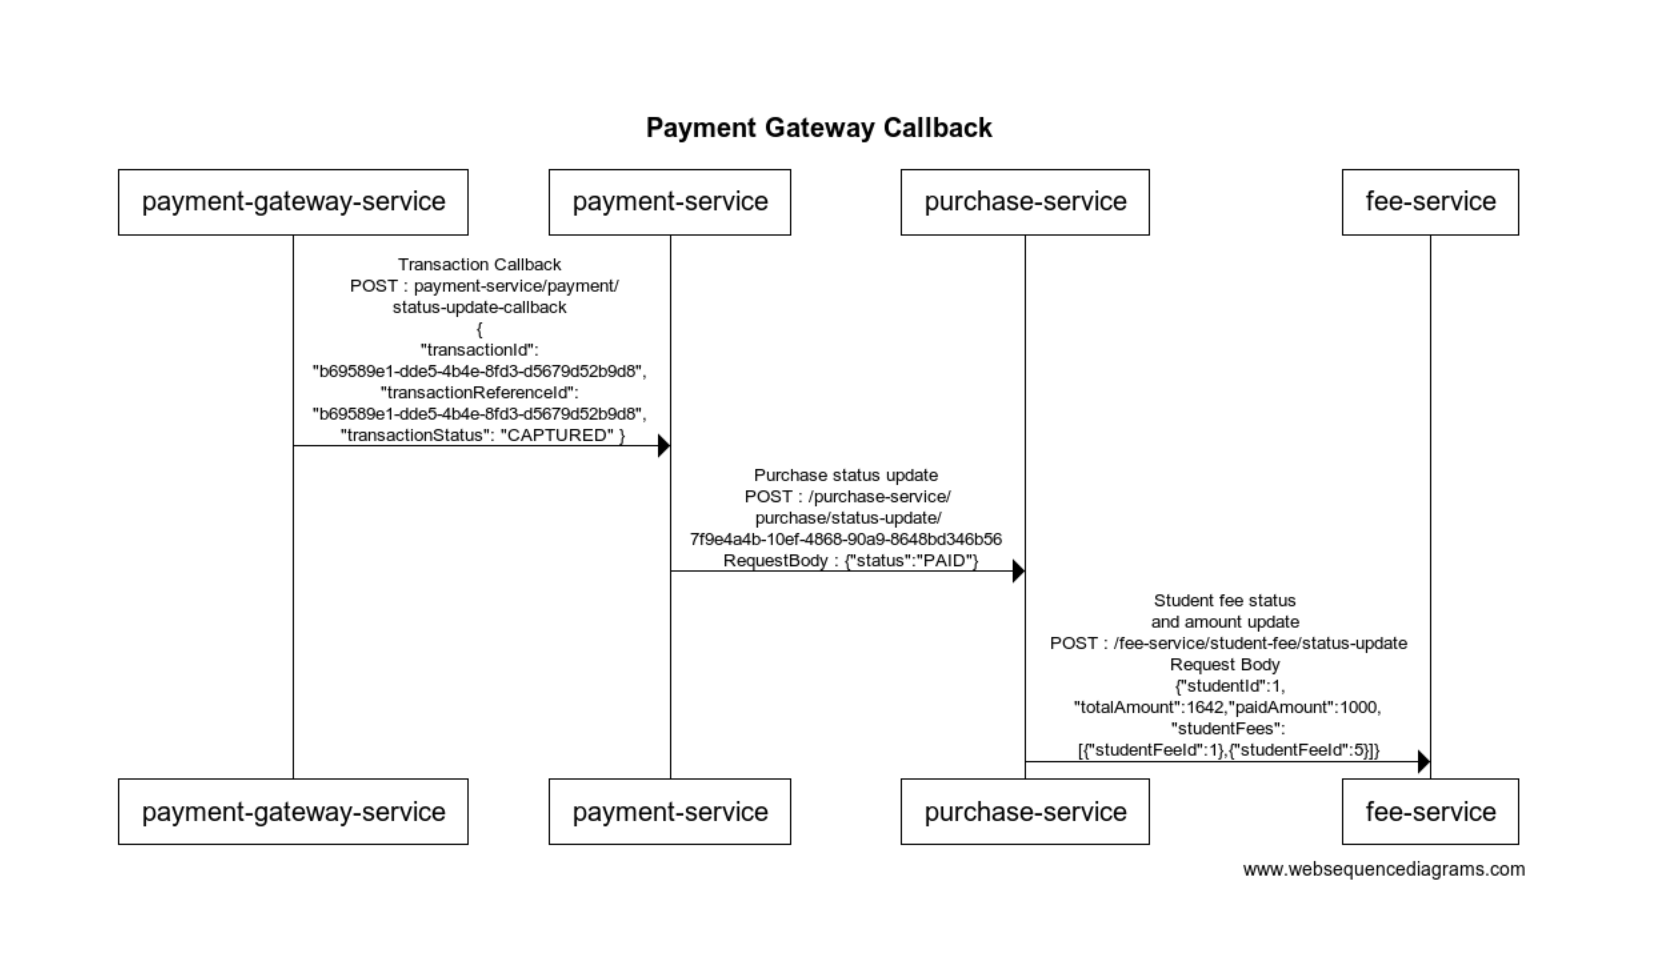 Payment Gateway Callback
payment-gateway-service
payment-service
purchase-service
fee-service
Transaction Callback
POST : payment-service/payment/
status-update-callback
{
"transactionId":
"b69589e1-dde5-4b4e-8fd3-d5679d52b9d8",
"transactionReferenceId":
"b69589e1-dde5-4b4e-8fd3-d5679d52b9d8",
"transactionStatus": "CAPTURED" }
Purchase status update
POST : /purchase-service/
purchase/status-update/
7f9e4a4b-10ef-4868-90a9-8648bd346b56
RequestBody : {"status":"PAID"}
Student fee status
and amount update
POST : /fee-service/student-fee/status-update
Request Body
{"studentId":1,
"totalAmount":1642,"paidAmount":1000,
"studentFees":
[{"studentFeeId":1},{"studentFeeId":5}]}
payment-gateway-service
payment-service
purchase-service
fee-service
www.websequencediagrams.com